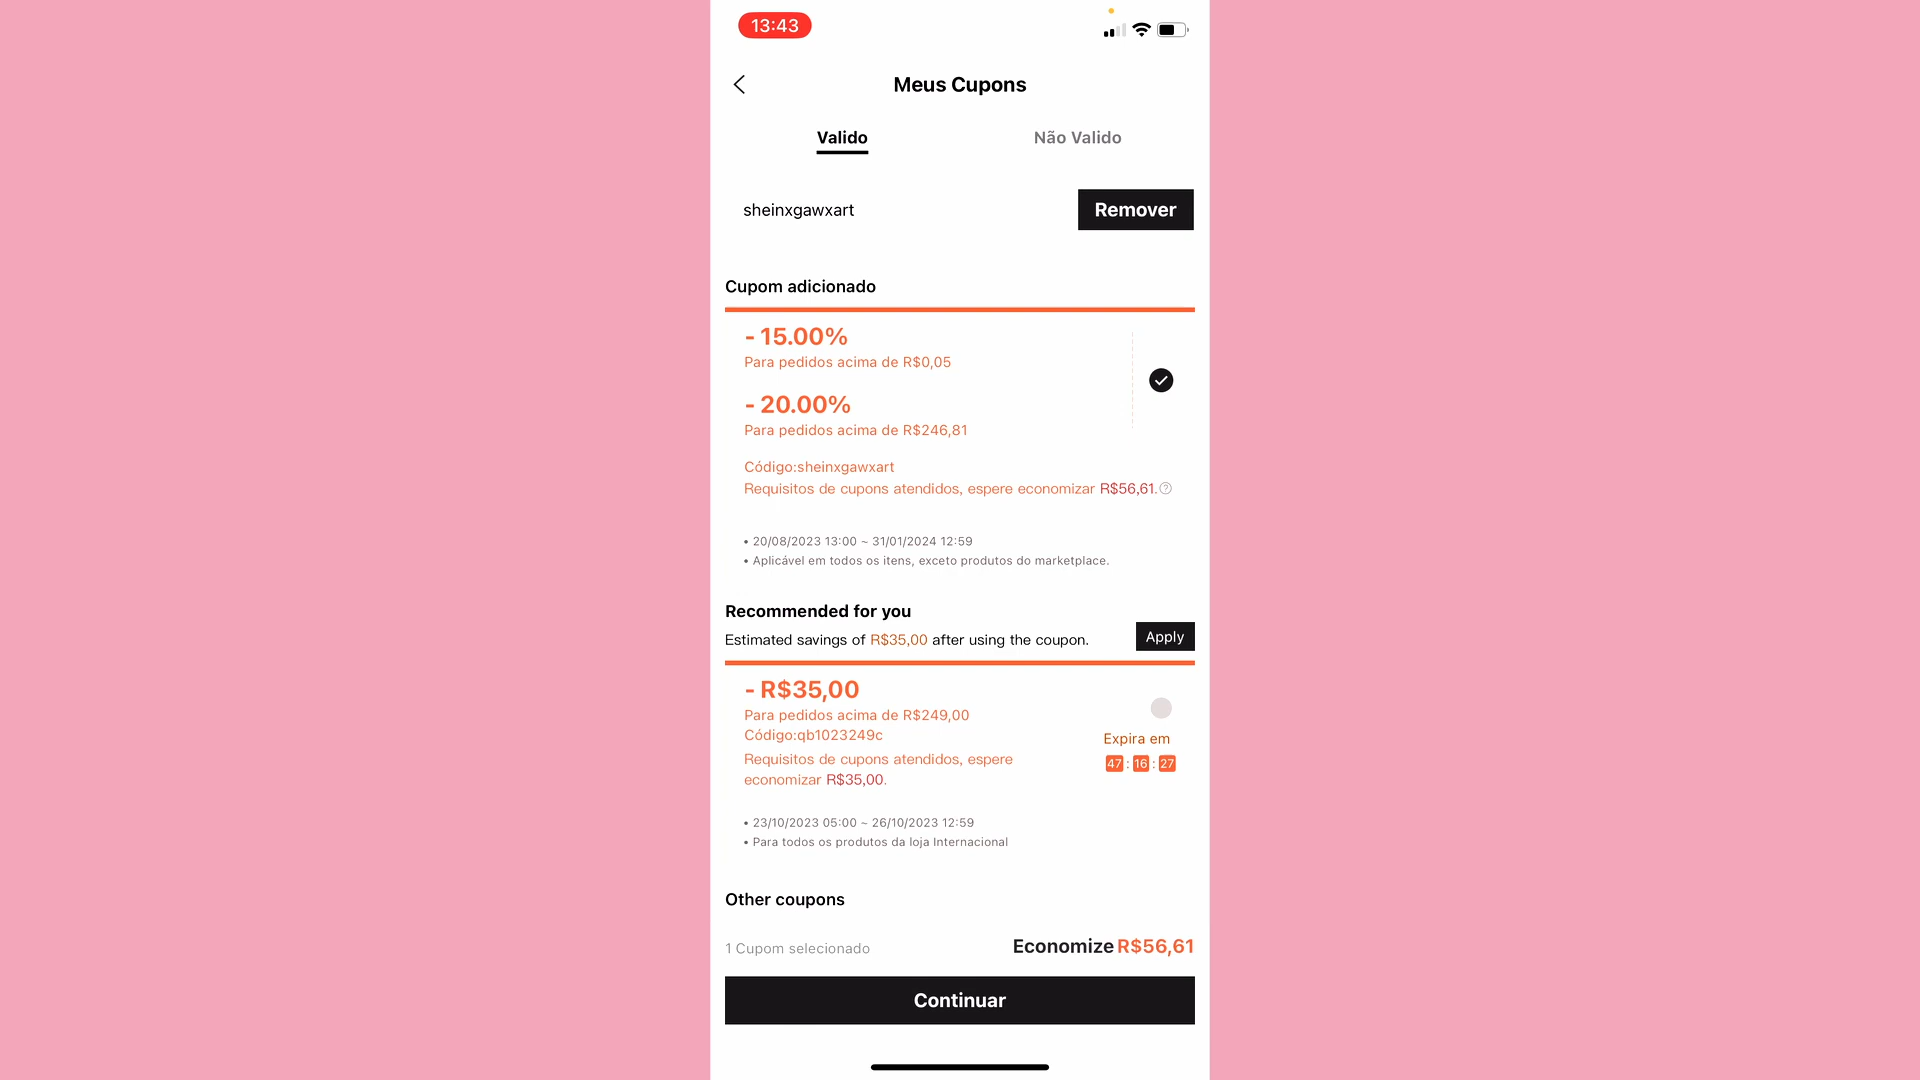 13:43
Meus Cupons
Valido
Não Valido
sheinxgawxart
Remover
Cupom adicionado
- 15.00%
Para pedidos acima de R$0,05
- 20.00%
Para pedidos acima de R$246,81
Código:sheinxgawxart
Requisitos de cupons atendidos, espere economizar R$56,61.?
• 20/08/2023 13:00 ~ 31/01/2024 12:59
• Aplicável em todos os itens, exceto produtos do marketplace.
Recommended for you
Estimated savings of R$35,00 after using the coupon.
Apply
- R$35,00
Para pedidos acima de R$249,00
Código:qb1023249c
Requisitos de cupons atendidos, espere
economizar R$35,00.
Expira em
47 : 16 : 27
• 23/10/2023 05:00 ~ 26/10/2023 12:59
• Para todos os produtos da loja Internacional
Other coupons
1 Cupom selecionado
Economize R$56,61
Continuar